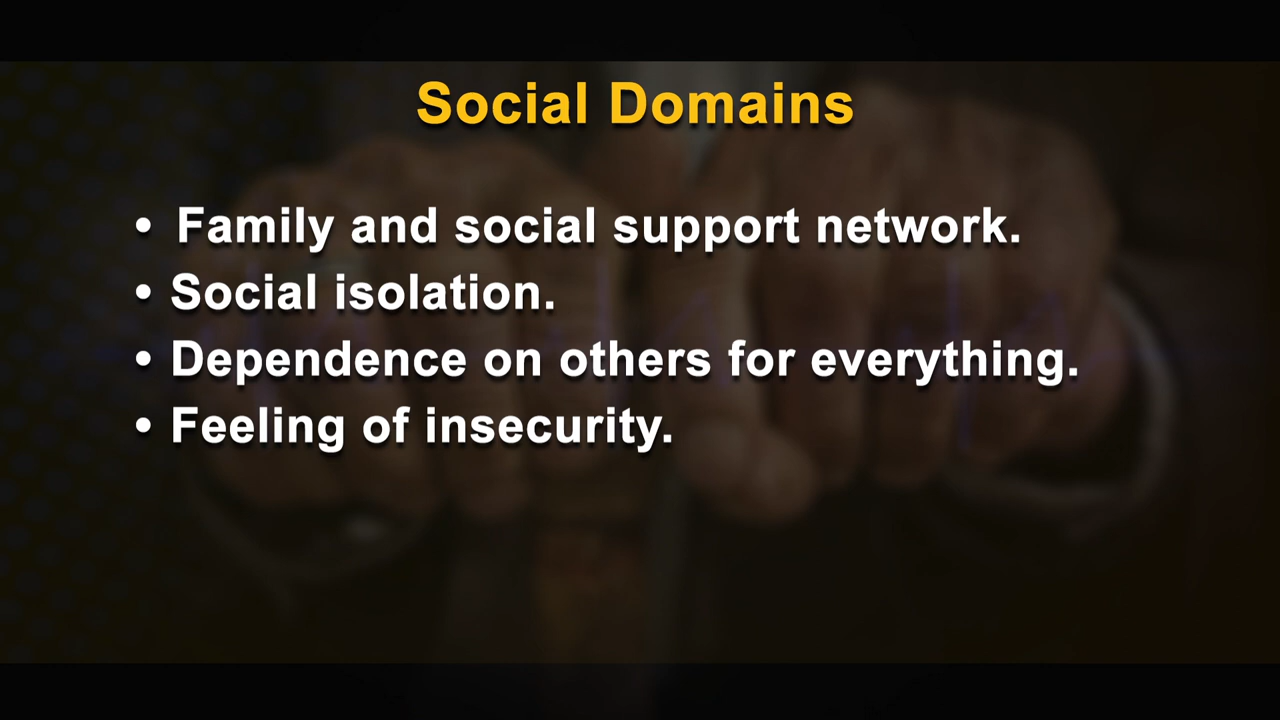 Social Domains
• Family and social support network.
• Social isolation.
• Dependence on others for everything.
• Feeling of insecurity.